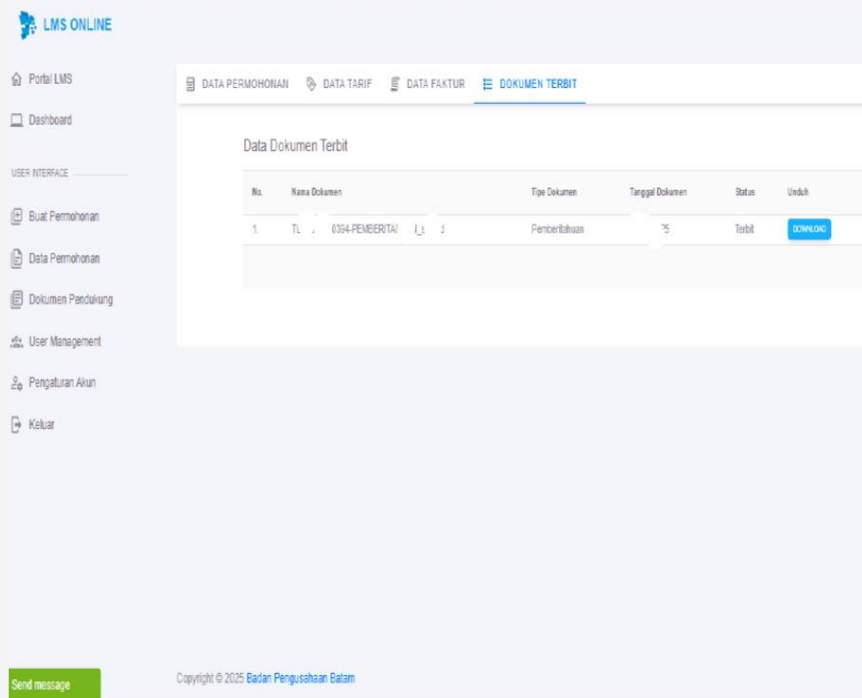 LMS ONLINE
Portal LMS
Dashboard
USER INTERFACE
Buat Permohonan
Data Permohonan
Dokumen Pendukung
User Management
Pengaturan Akun
Keluar
DATA PERMOHONAN DATA TARIF DATA FAKTUR DOKUMEN TERBIT
Data Dokumen Terbit
No. Nama Dokumen Tipe Dokumen Tanggal Dokumen Status Unduh
1. 0394-PEMBERITA Pemberitahuan Terbit DOWNLOAD
Send message
Copyright © 2025 Badan Pengusahaan Batam